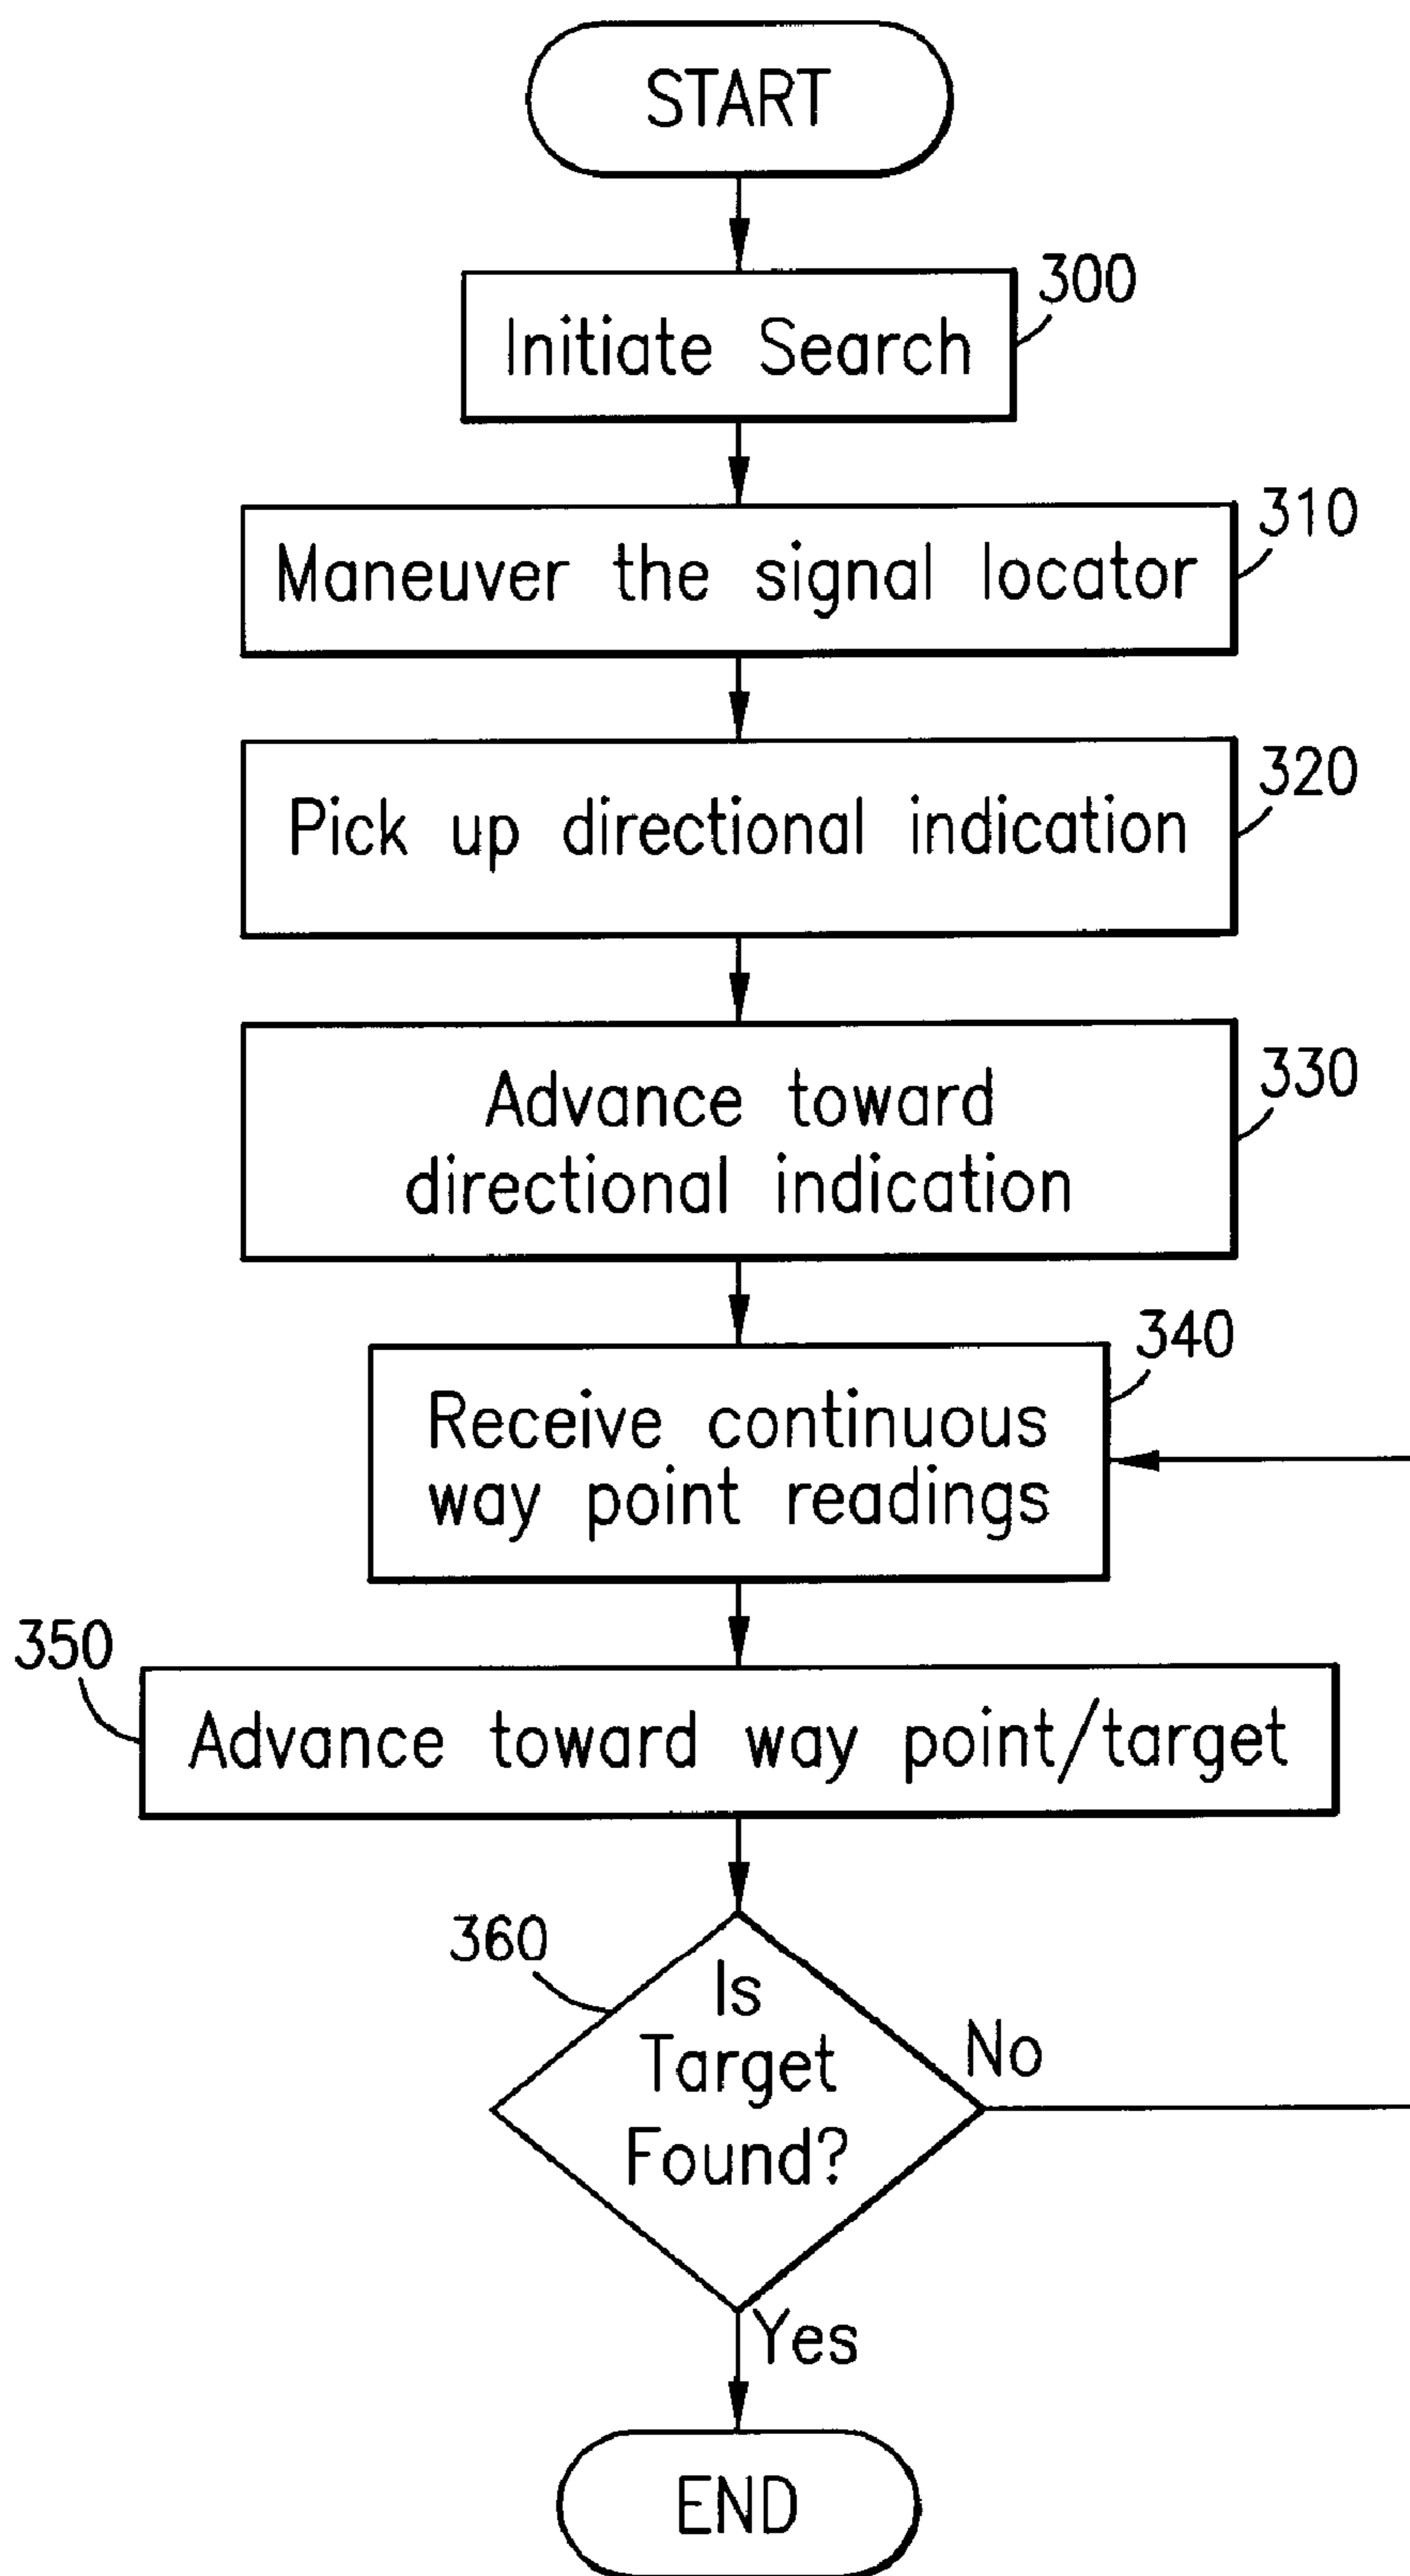 START
300
Initiate Search
310
Maneuver the signal locator
320
Pick up directional indication
330
Advance toward
directional indication
340
Receive continuous
way point readings
350
Advance toward way point/target
360
Is
Target
Found?
No
Yes
END